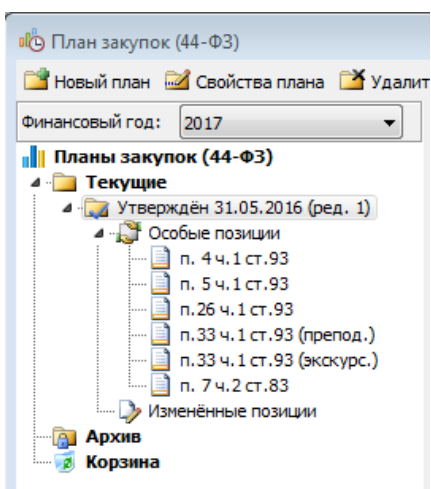 План закупок (44-ФЗ)
Новый план Свойства плана Удалит
Финансовый год: 2017
Планы закупок (44-ФЗ)
Текущие
Утверждён 31.05.2016 (ред. 1)
Особые позиции
п. 4 ч.1 ст.93
п. 5 ч.1 ст.93
п.26 ч.1 ст.93
п.33 ч.1 ст.93 (препод.)
п.33 ч.1 ст.93 (экскурс.)
п. 7 ч.2 ст.83
Изменённые позиции
Архив
Корзина